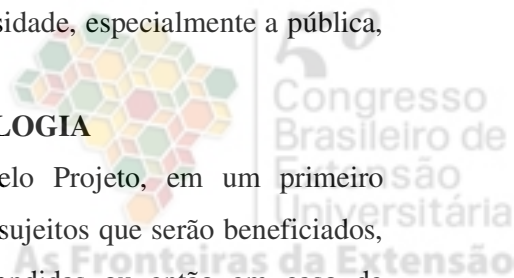 sidade, especialmente a pública,
5º
Congresso
Brasileiro de
Extensão
Universitária
As Fronteiras da Extensão
LOGIA
elo Projeto, em um primeiro
sujeitos que serão beneficiados,